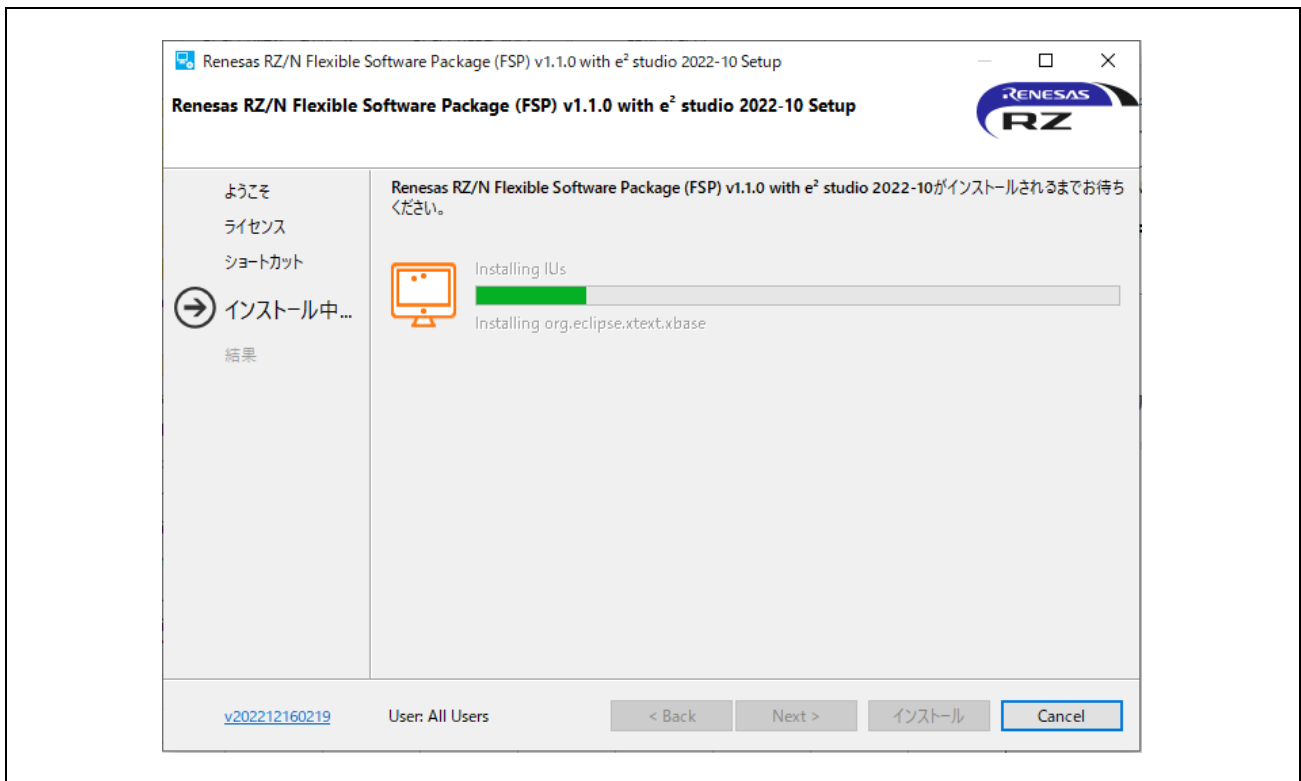 Renesas RZ/N Flexible Software Package (FSP) v1.1.0 with e² studio 2022-10 Setup
Renesas RZ/N Flexible Software Package (FSP) v1.1.0 with e² studio 2022-10 Setup
RENESAS
RZ
ようこそ
ライセンス
ショートカット
インストール中...
結果
Renesas RZ/N Flexible Software Package (FSP) v1.1.0 with e² studio 2022-10がインストールされるまでお待ち
ください。
Installing IUs
Installing org.eclipse.xtext.xbase
v202212160219
User: All Users
< Back
Next >
インストール
Cancel